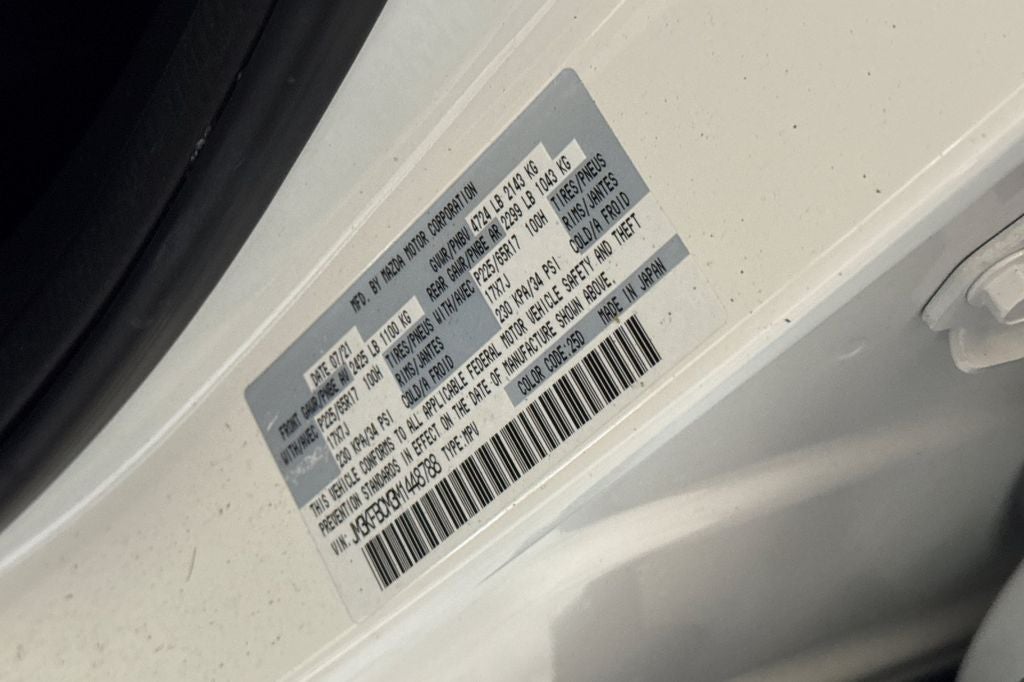 MFD. BY MAZDA MOTOR CORPORATION
DATE 07/21 GVWR/PNBV 4724 LB 2143 KG
FRONT GAWR/PNBE AV 2425 LB 1100 KG REAR GAWR/PNBE AR 2299 LB 1043 KG
WITH/AVEC P225/65R17 100H TIRES/PNEUS WITH/AVEC P225/65R17 100H TIRES/PNEUS
17X7J RIMS/JANTES 17X7J RIMS/JANTES
230 KPA/34 PSI COLD/A FROID 230 KPA/34 PSI COLD/A FROID
THIS VEHICLE CONFORMS TO ALL APPLICABLE FEDERAL MOTOR VEHICLE SAFETY AND THEFT
PREVENTION STANDARDS IN EFFECT ON THE DATE OF MANUFACTURE SHOWN ABOVE.
VIN: TYPE:MPV COLOR CODE:25D MADE IN JAPAN